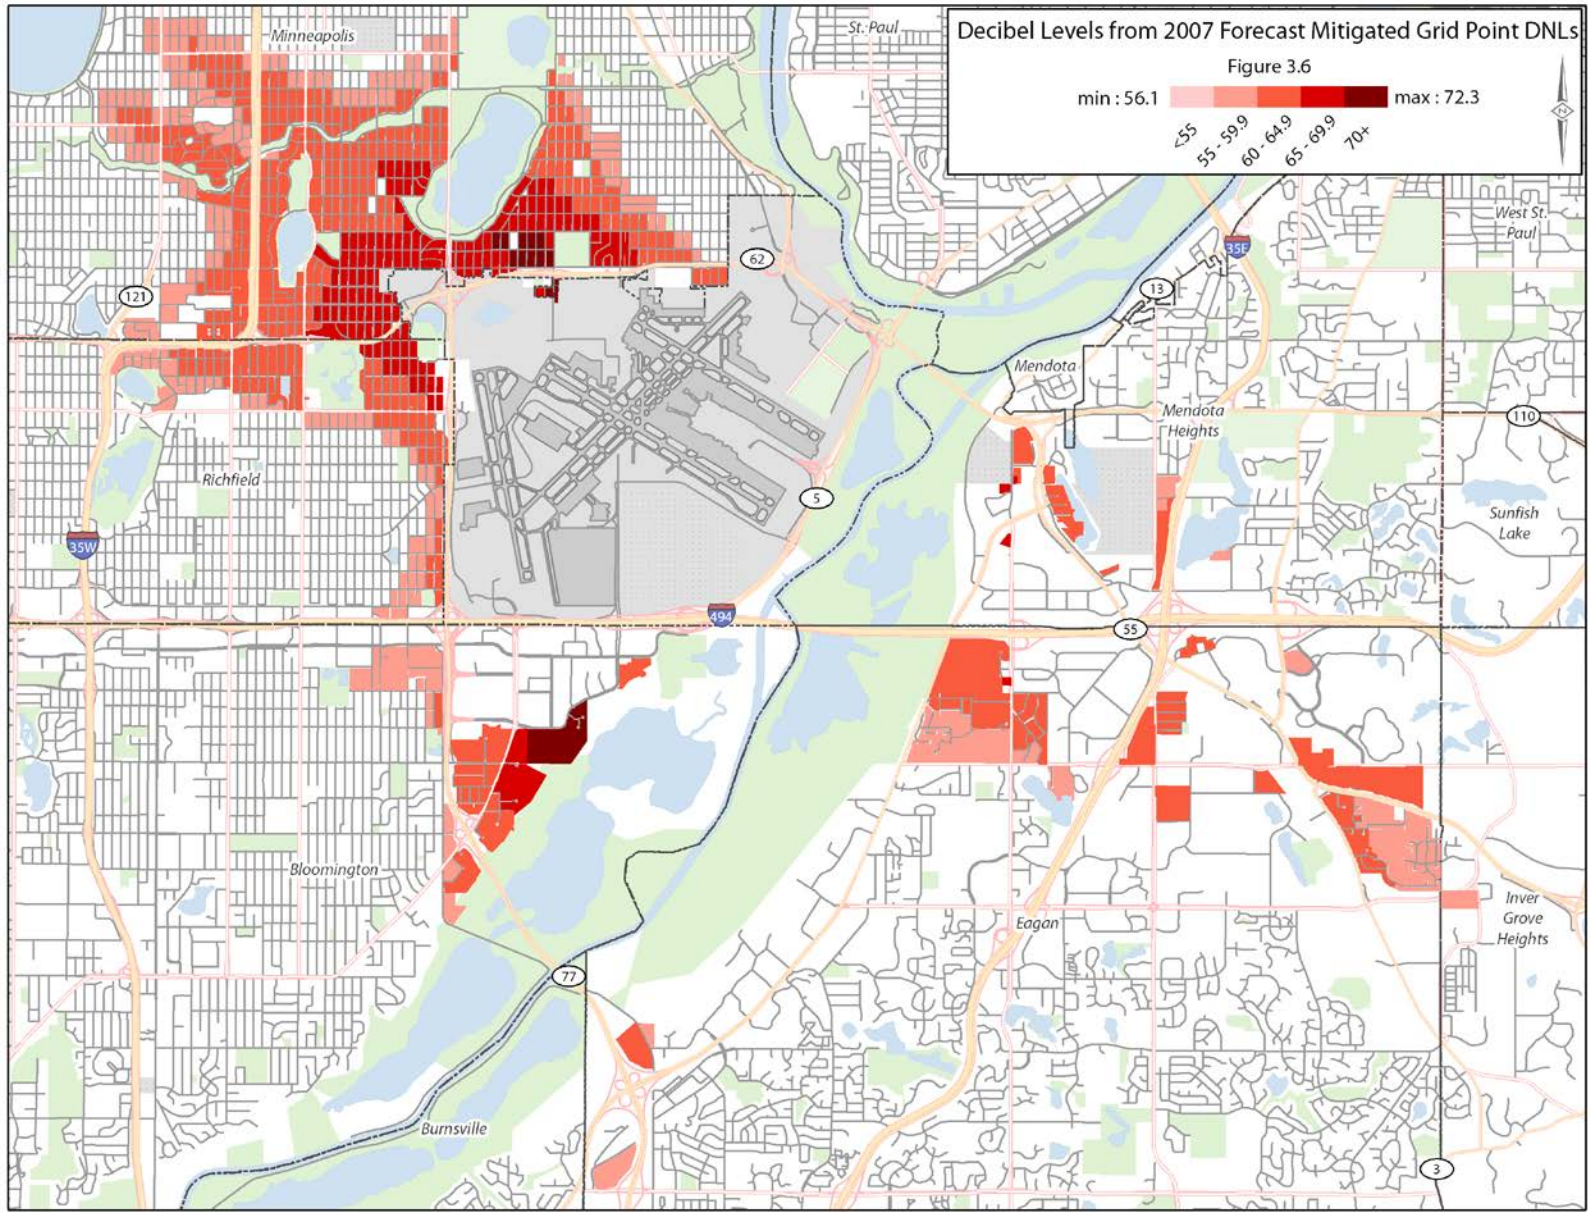 Decibel Levels from 2007 Forecast Mitigated Grid Point DNLs
Figure 3.6
min : 56.1
max : 72.3
<55
55 - 59.9
60 - 64.9
65 - 69.9
70+
N
Minneapolis
St. Paul
West St.
Paul
35E
62
13
121
Mendota
Mendota
Heights
110
Richfield
5
Sunfish
Lake
35W
494
55
Bloomington
Eagan
Inver
Grove
Heights
77
Burnsville
3